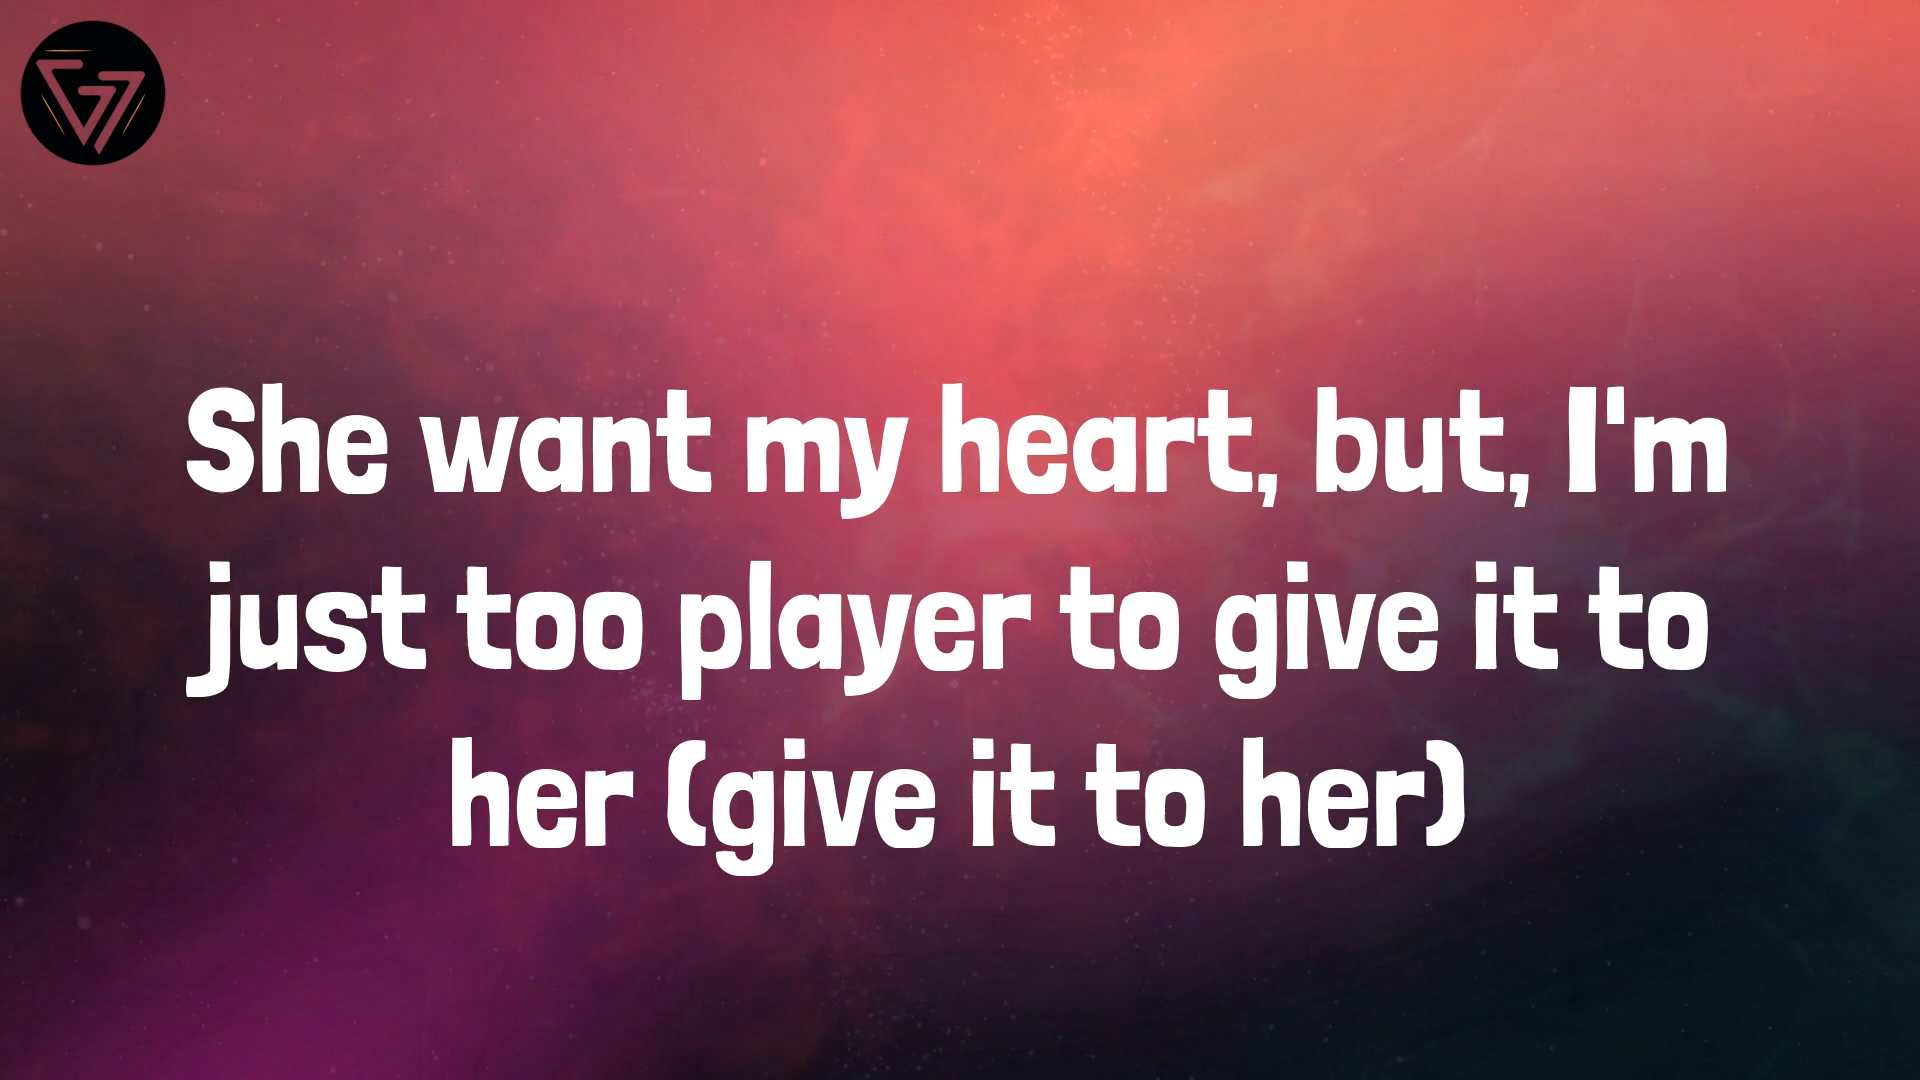 She want my heart, but, I'm
just too player to give it to
her (give it to her)